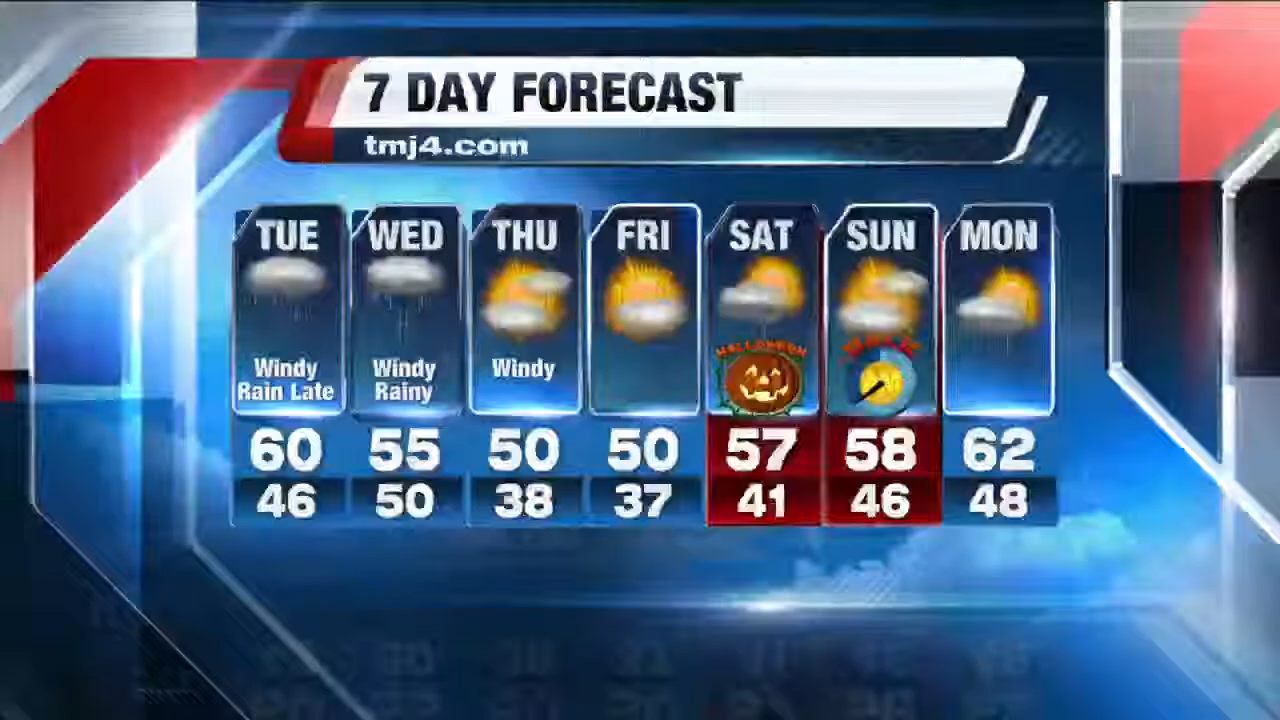 7 DAY FORECAST
tmj4.com
TUE WED THU FRI SAT SUN MON
HALLOWEEN
Windy Windy Windy
Rain Late Rainy
60 55 50 50 57 58 62
46 50 38 37 41 46 48